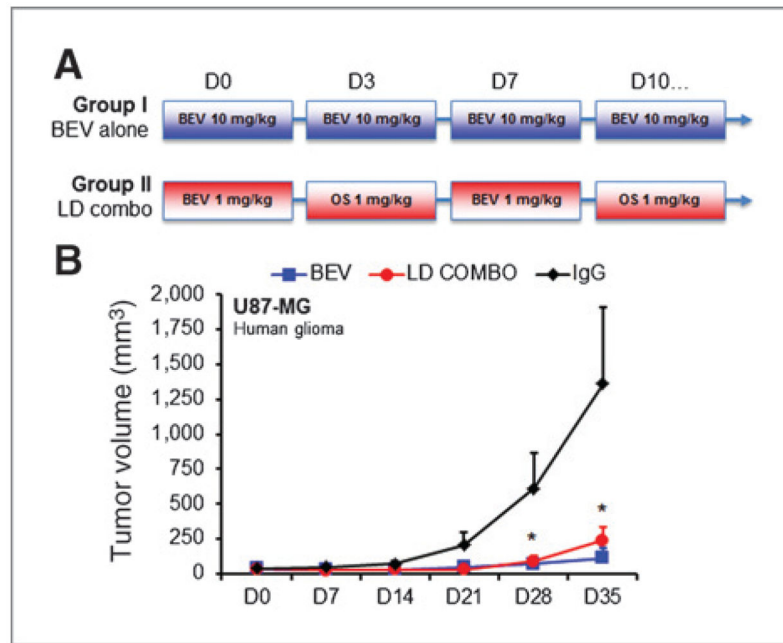 A
D0 D3 D7 D10...
Group I
BEV alone
BEV 10 mg/kg BEV 10 mg/kg BEV 10 mg/kg BEV 10 mg/kg
Group II
LD combo
BEV 1 mg/kg OS 1 mg/kg BEV 1 mg/kg OS 1 mg/kg
B
BEV LD COMBO IgG
U87-MG
Human glioma
Tumor volume (mm³)
2,000
1,750
1,500
1,250
1,000
750
500
250
0
* *
D0 D7 D14 D21 D28 D35